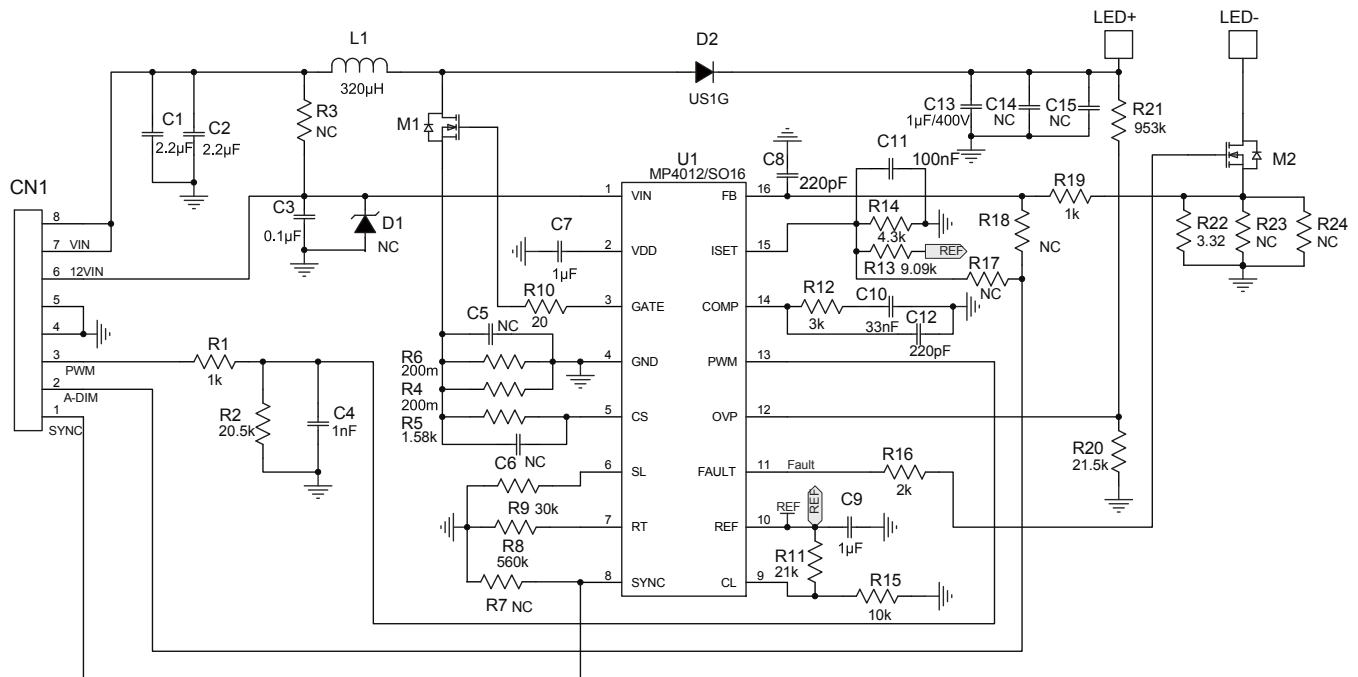 LED+ LED-
L1
320µH
D2
US1G
C1
2.2µF
C2
2.2µF
R3
NC
M1
C13
1µF/400V
C14
NC
C15
NC
R21
953k
M2
CN1
8
7 VIN
6 12VIN
5
4
3 PWM
2 A-DIM
1 SYNC
C3
0.1µF
D1
NC
C7
1µF
R10
20
C5 NC
R6
200m
R4
200m
R5
1.58k
C6 NC
R9 30k
R8
560k
R7 NC
R1
1k
R2
20.5k
C4
1nF
U1
MP4012/SO16
1 VIN
2 VDD
3 GATE
4 GND
5 CS
6 SL
7 RT
8 SYNC
FB 16
ISET 15
COMP 14
PWM 13
OVP 12
FAULT 11 Fault
REF 10 REF
CL 9
C8
220pF
C11
100nF
R14
4.3k
R13 9.09k
REF
R17
NC
R18
NC
R19
1k
R22
3.32
R23
NC
R24
NC
R12
3k
C10
33nF
C12
220pF
R16
2k
R20
21.5k
REF
C9
1µF
R11
21k
R15
10k